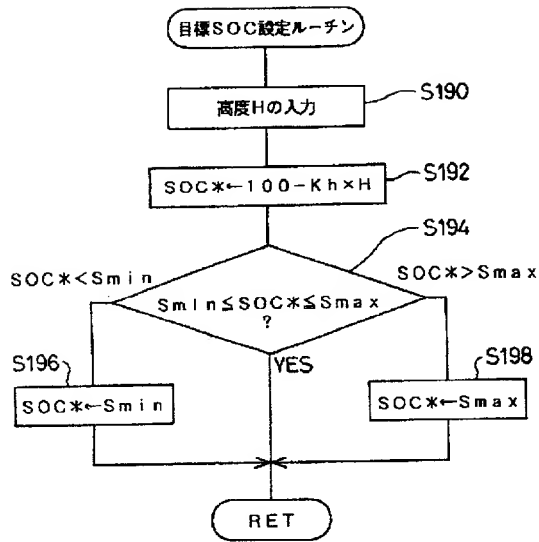 目標SOC設定ルーチン
高度Hの入力
S190
SOC*←100-Kh×H
S192
S194
SOC*<Smin
SOC*>Smax
Smin≦SOC*≦Smax
?
YES
S196
SOC*←Smin
S198
SOC*←Smax
RET